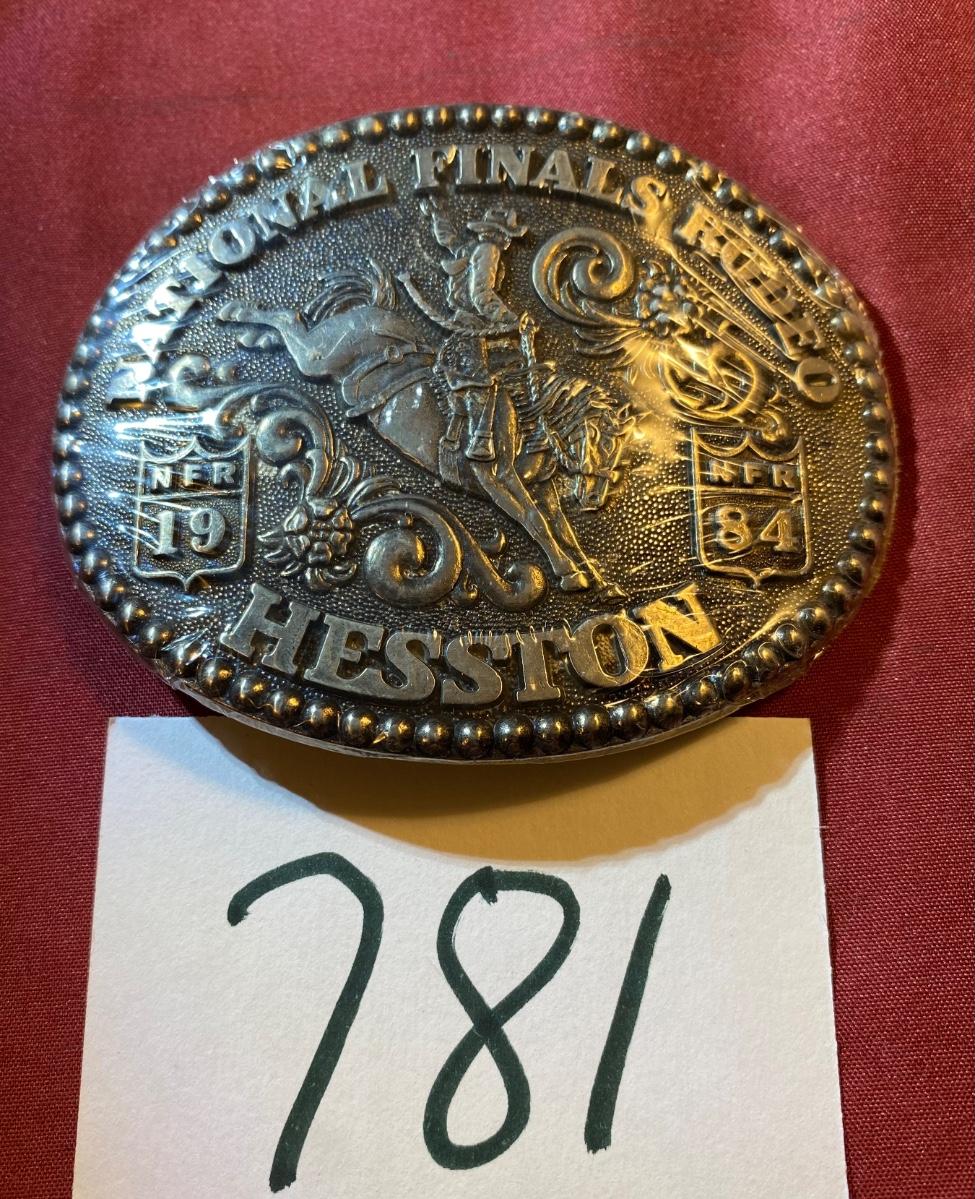 NATIONAL FINALS RODEO
NFR
19
NFR
84
HESSTON
781